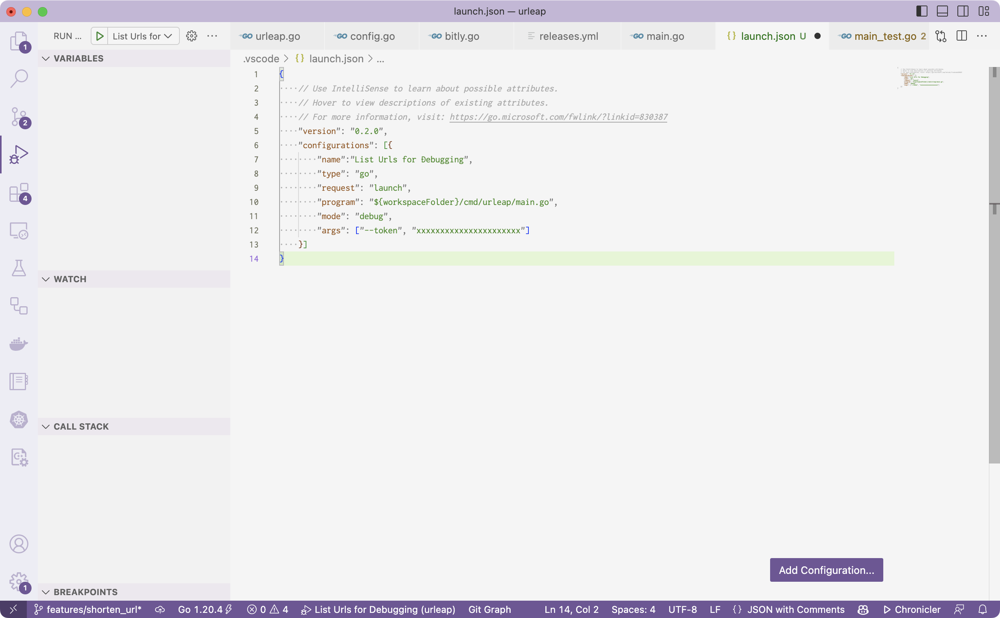 launch.json — urleap
RUN ...
List Urls for
urleap.go
config.go
bitly.go
releases.yml
main.go
{} launch.json U
main_test.go 2
.vscode > {} launch.json > ...
VARIABLES
WATCH
CALL STACK
BREAKPOINTS
1
2
4
1
1 {
2 ····// Use IntelliSense to learn about possible attributes.
3 ····// Hover to view descriptions of existing attributes.
4 ····// For more information, visit: https://go.microsoft.com/fwlink/?linkid=830387
5 ····"version": "0.2.0",
6 ····"configurations": [{
7 ········"name":"List Urls for Debugging",
8 ········"type": "go",
9 ········"request": "launch",
10 ········"program": "${workspaceFolder}/cmd/urleap/main.go",
11 ········"mode": "debug",
12 ········"args": ["--token", "xxxxxxxxxxxxxxxxxxxxxx"]
13 ····}]
14 }
Add Configuration...
features/shorten_url* Go 1.20.4 0 4 List Urls for Debugging (urleap) Git Graph Ln 14, Col 2 Spaces: 4 UTF-8 LF {} JSON with Comments Chronicler